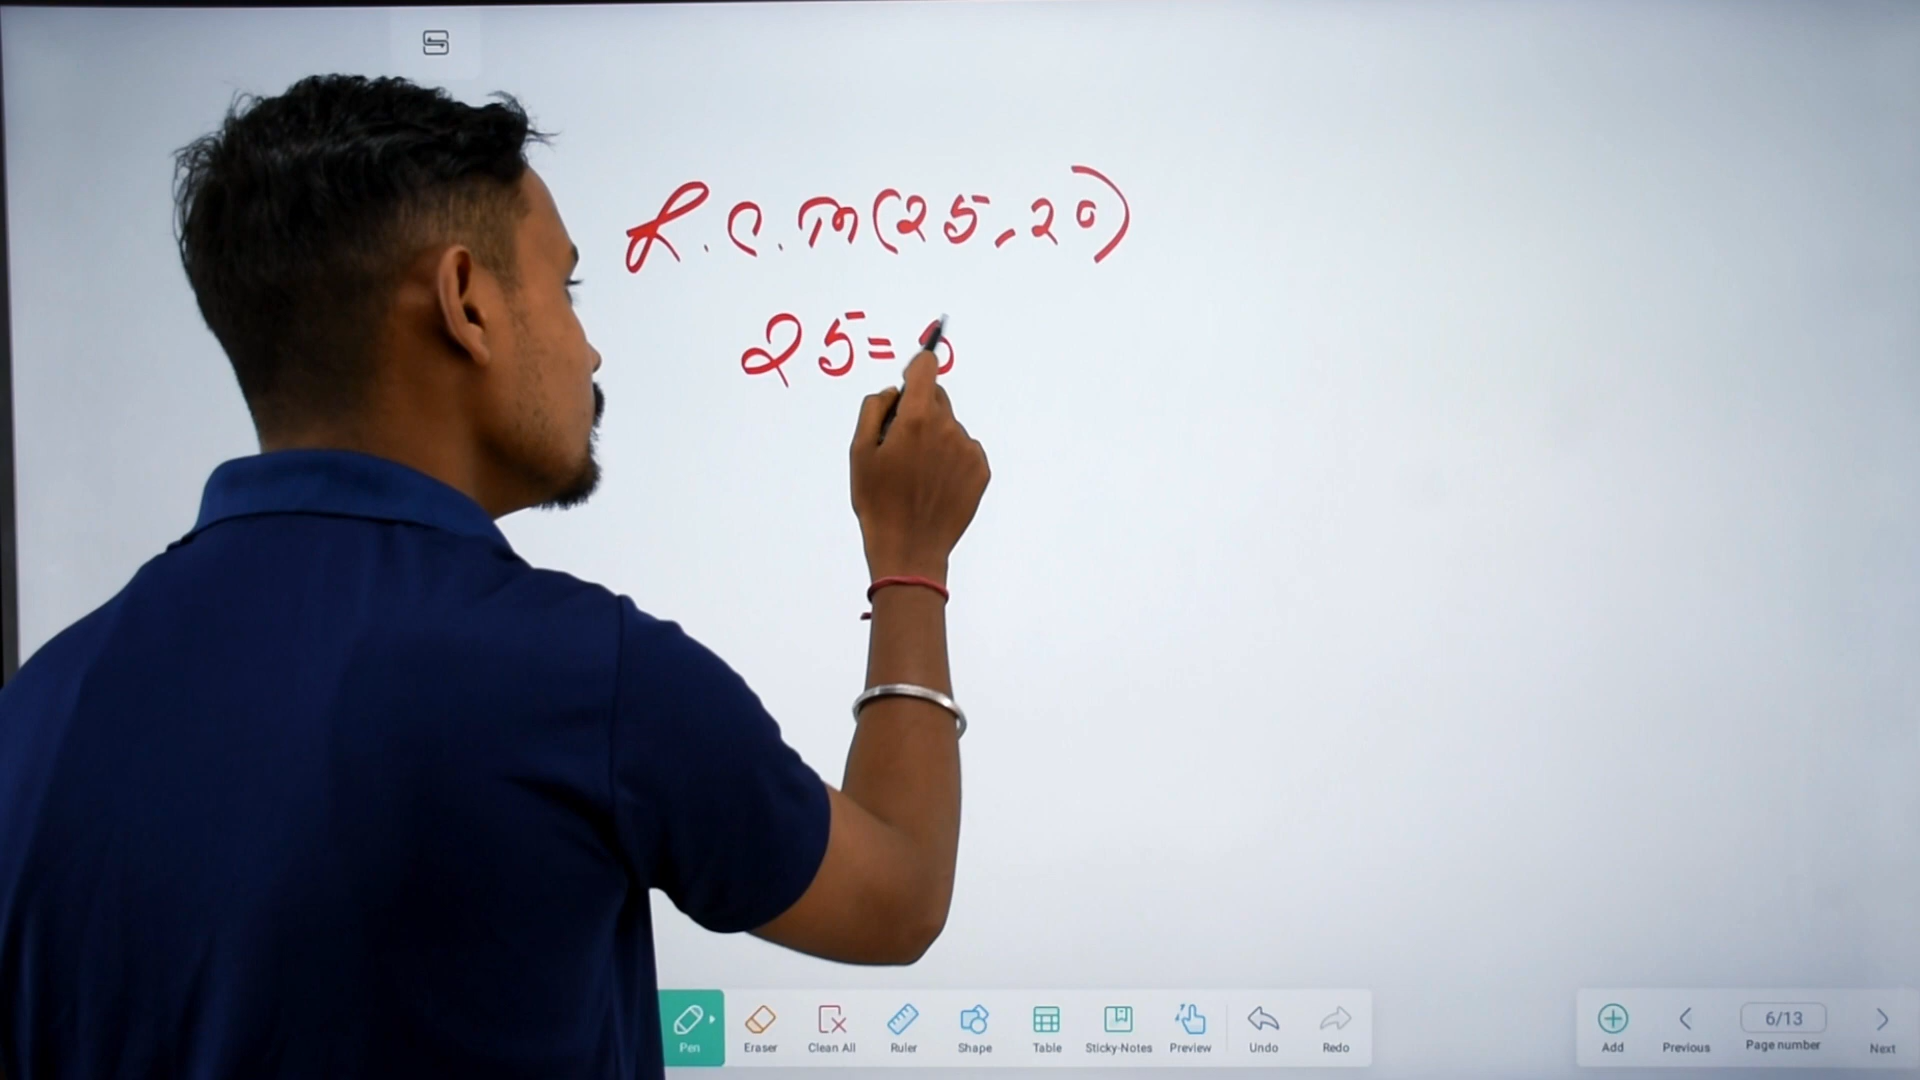 L.C.M(25,20)
25=5
Pen
Eraser
Clean All
Ruler
Shape
Table
Sticky-Notes
Preview
Undo
Redo
Add
Previous
6/13
Page number
Next